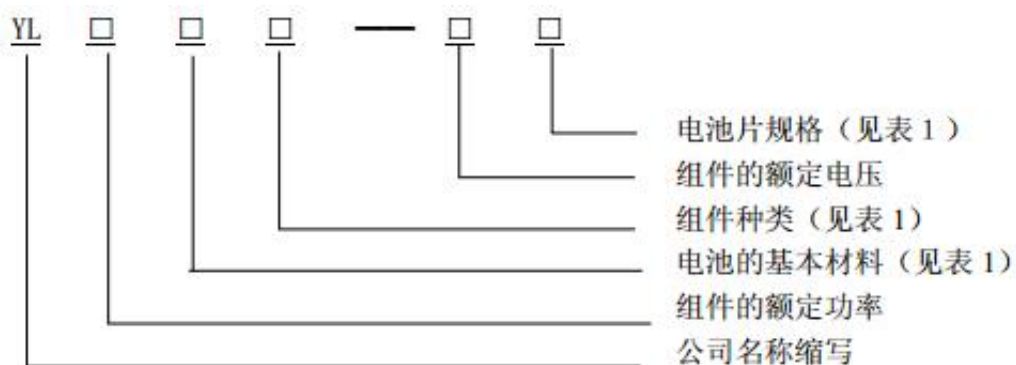 YL □ □ □ — □ □
电池片规格（见表 1 ）
组件的额定电压
组件种类（见表 1）
电池的基本材料（见表 1）
组件的额定功率
公司名称缩写